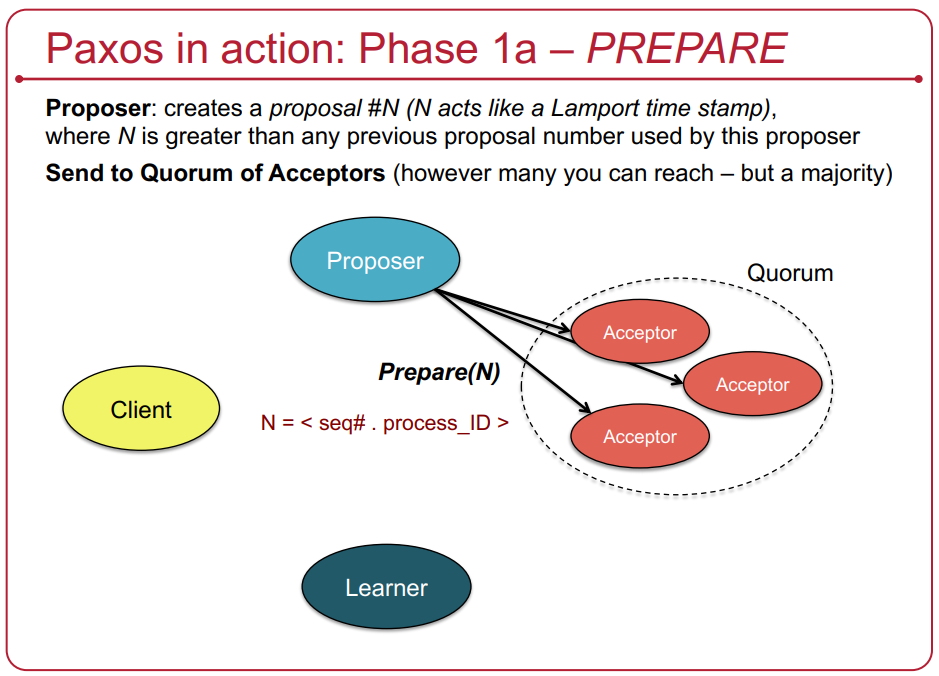 Paxos in action: Phase 1a – PREPARE
Proposer: creates a proposal #N (N acts like a Lamport time stamp),
where N is greater than any previous proposal number used by this proposer
Send to Quorum of Acceptors (however many you can reach – but a majority)
Proposer
Quorum
Acceptor
Prepare(N)
Acceptor
Client
N = < seq# . process_ID >
Acceptor
Learner